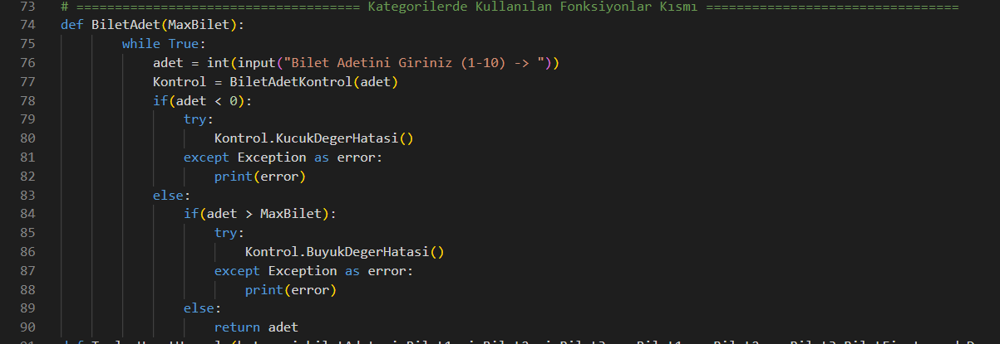 73 # ===================================== Kategorilerde Kullanılan Fonksiyonlar Kısmı =================================
74 def BiletAdet(MaxBilet):
75 while True:
76 adet = int(input("Bilet Adetini Giriniz (1-10) -> "))
77 Kontrol = BiletAdetKontrol(adet)
78 if(adet < 0):
79 try:
80 Kontrol.KucukDegerHatasi()
81 except Exception as error:
82 print(error)
83 else:
84 if(adet > MaxBilet):
85 try:
86 Kontrol.BuyukDegerHatasi()
87 except Exception as error:
88 print(error)
89 else:
90 return adet